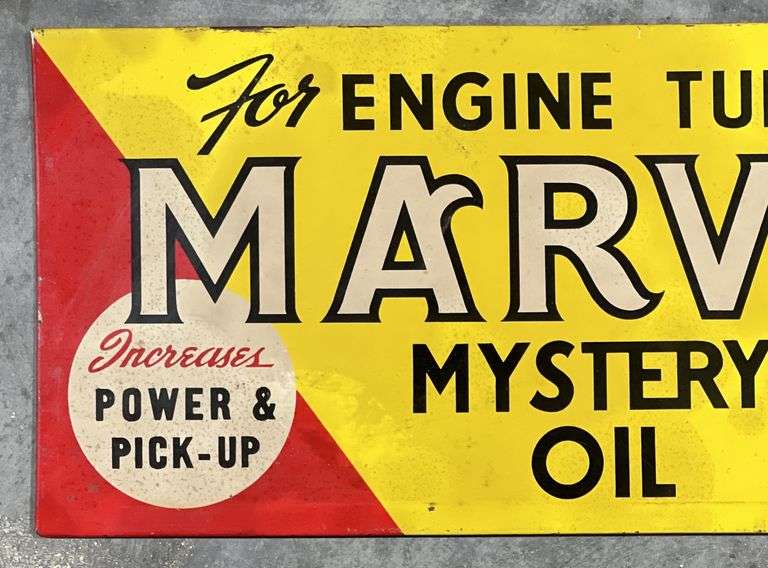 For ENGINE TU
MARV
MYSTERY
OIL
Increases
POWER &
PICK-UP